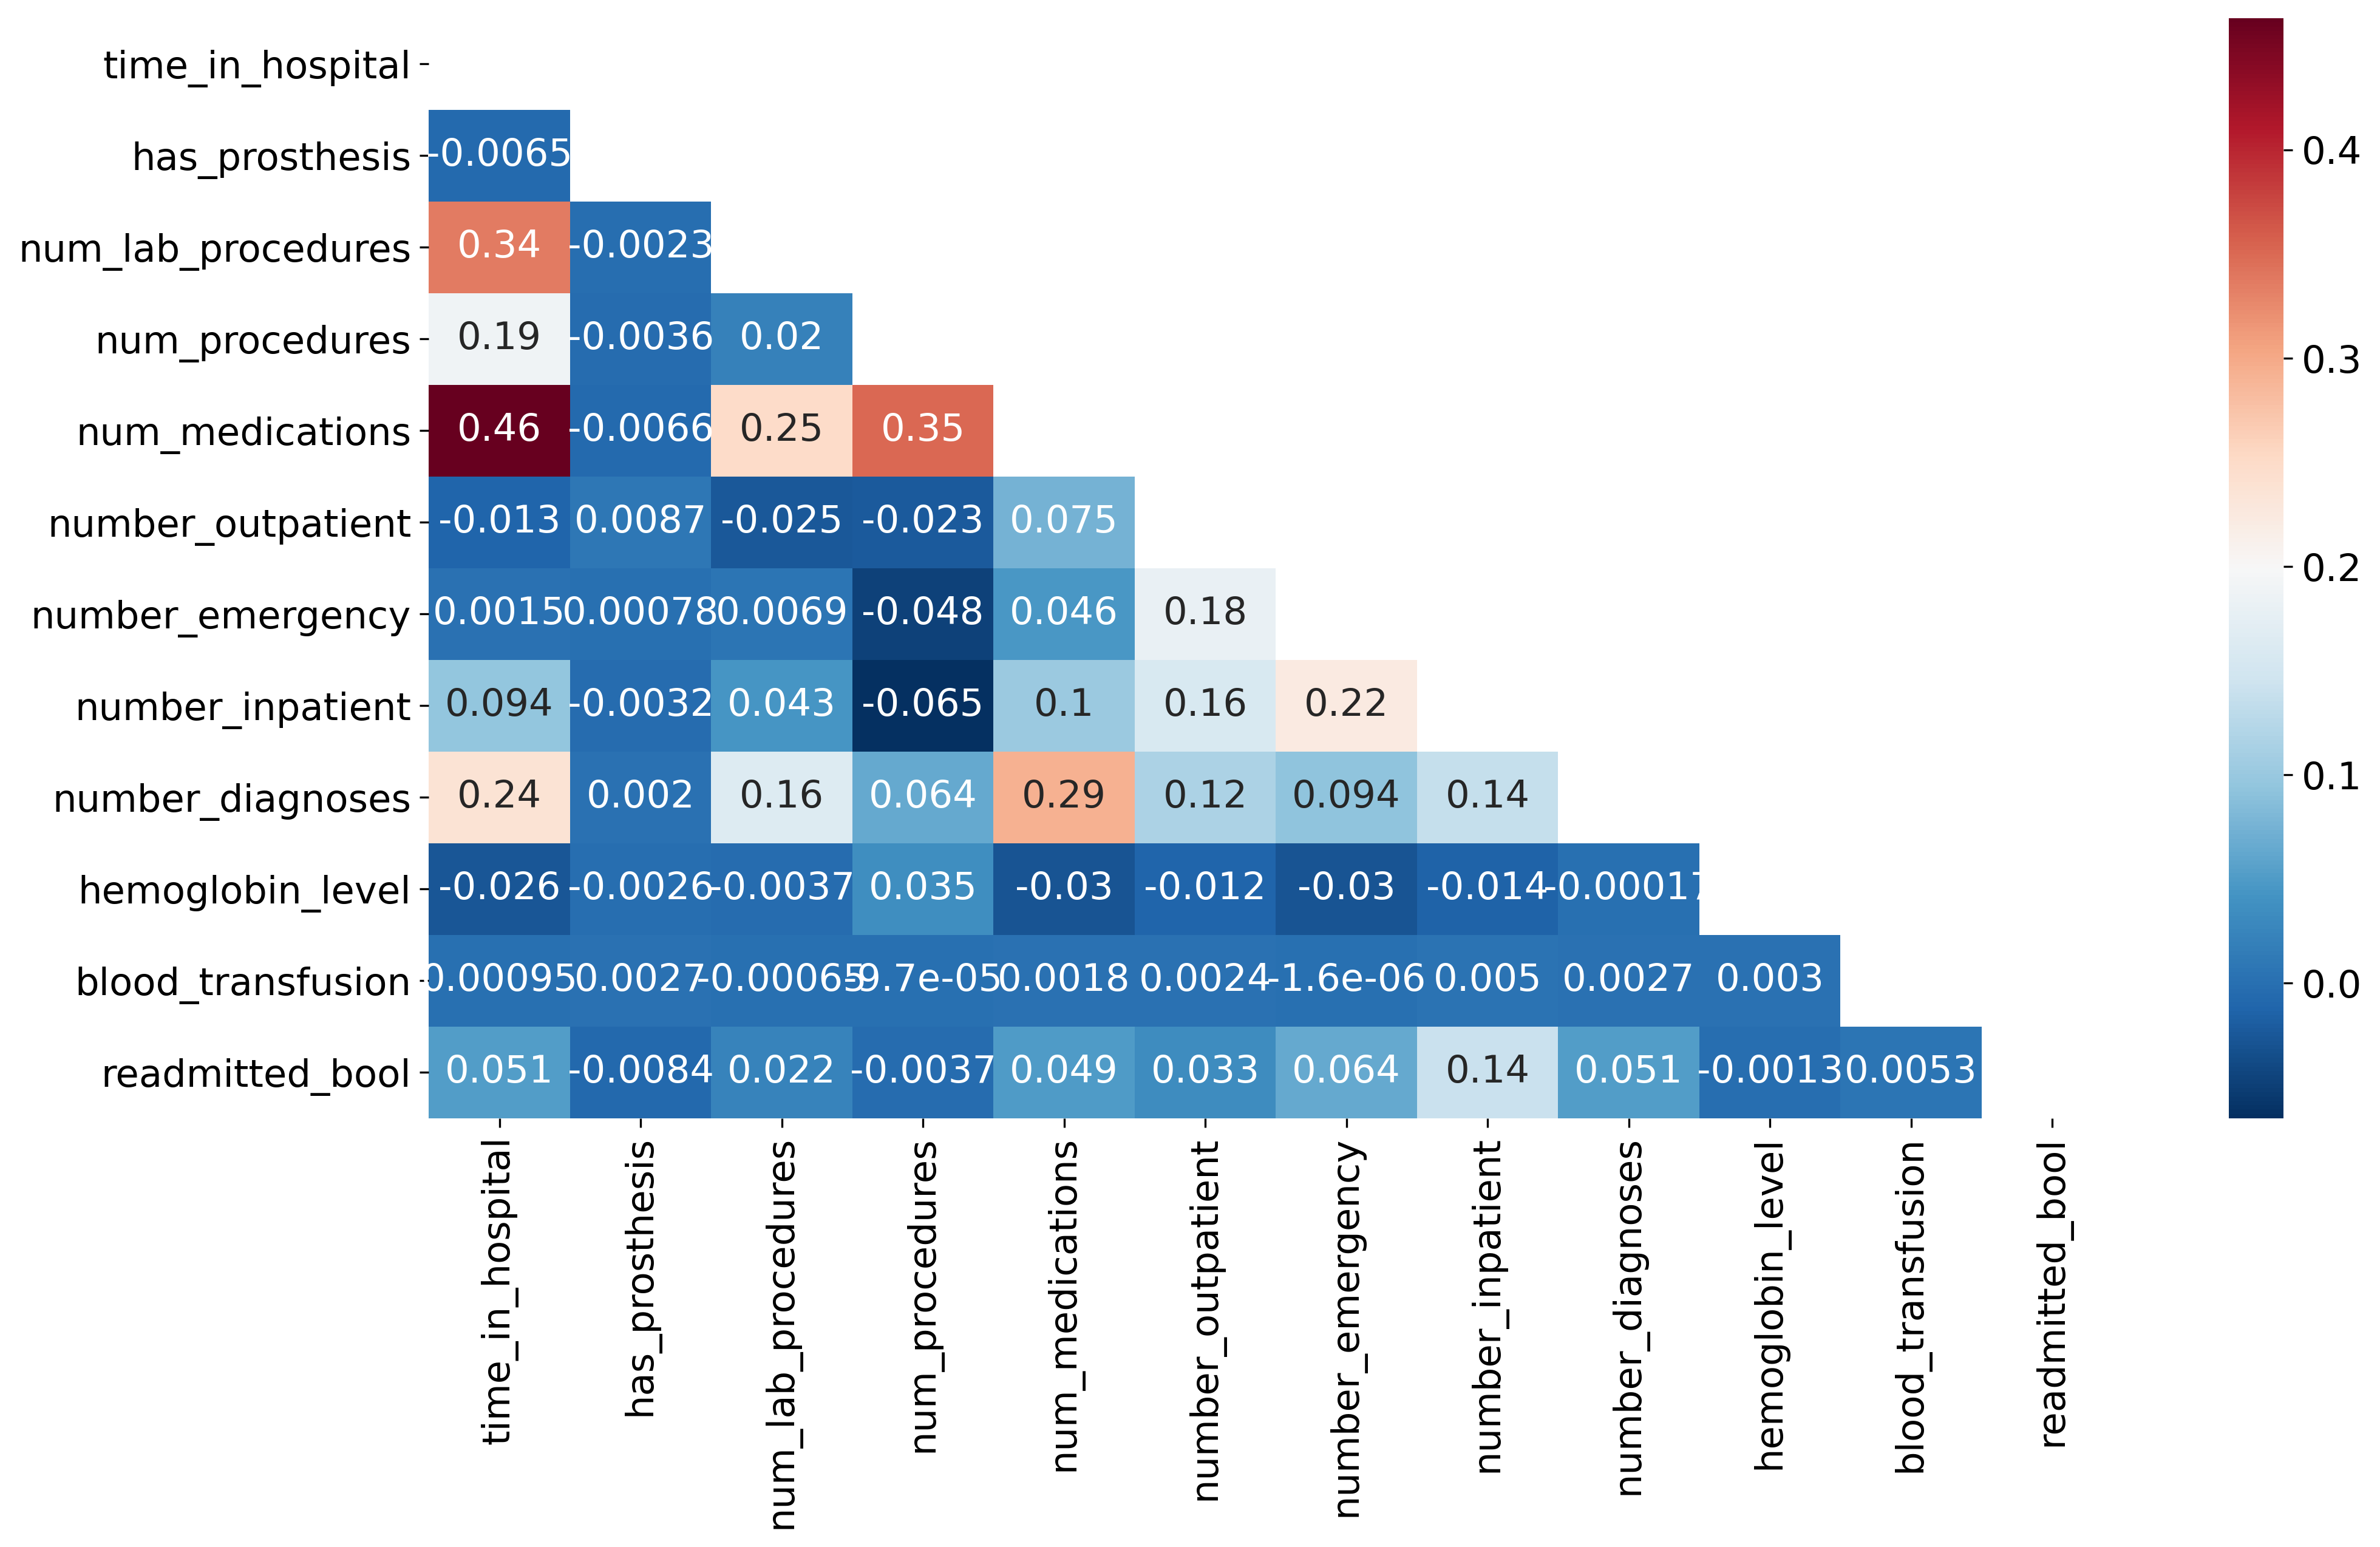 time_in_hospital
has_prosthesis -0.0065
num_lab_procedures 0.34 -0.0023
num_procedures 0.19 -0.0036 0.02
num_medications 0.46 -0.0066 0.25 0.35
number_outpatient -0.013 0.0087 -0.025 -0.023 0.075
number_emergency 0.0015 0.00078 0.0069 -0.048 0.046 0.18
number_inpatient 0.094 -0.0032 0.043 -0.065 0.1 0.16 0.22
number_diagnoses 0.24 0.002 0.16 0.064 0.29 0.12 0.094 0.14
hemoglobin_level -0.026 -0.0026 -0.0037 0.035 -0.03 -0.012 -0.03 -0.014 -0.00017
blood_transfusion 0.0027 -0.00065 -9.7e-05 0.0018 0.0024 -1.6e-06 0.005 0.0027 0.003
readmitted_bool 0.051 -0.0084 0.022 -0.0037 0.049 0.033 0.064 0.14 0.051 -0.0013 0.0053
time_in_hospital
has_prosthesis
num_lab_procedures
num_procedures
num_medications
number_outpatient
number_emergency
number_inpatient
number_diagnoses
hemoglobin_level
blood_transfusion
readmitted_bool
0.4
0.3
0.2
0.1
0.0